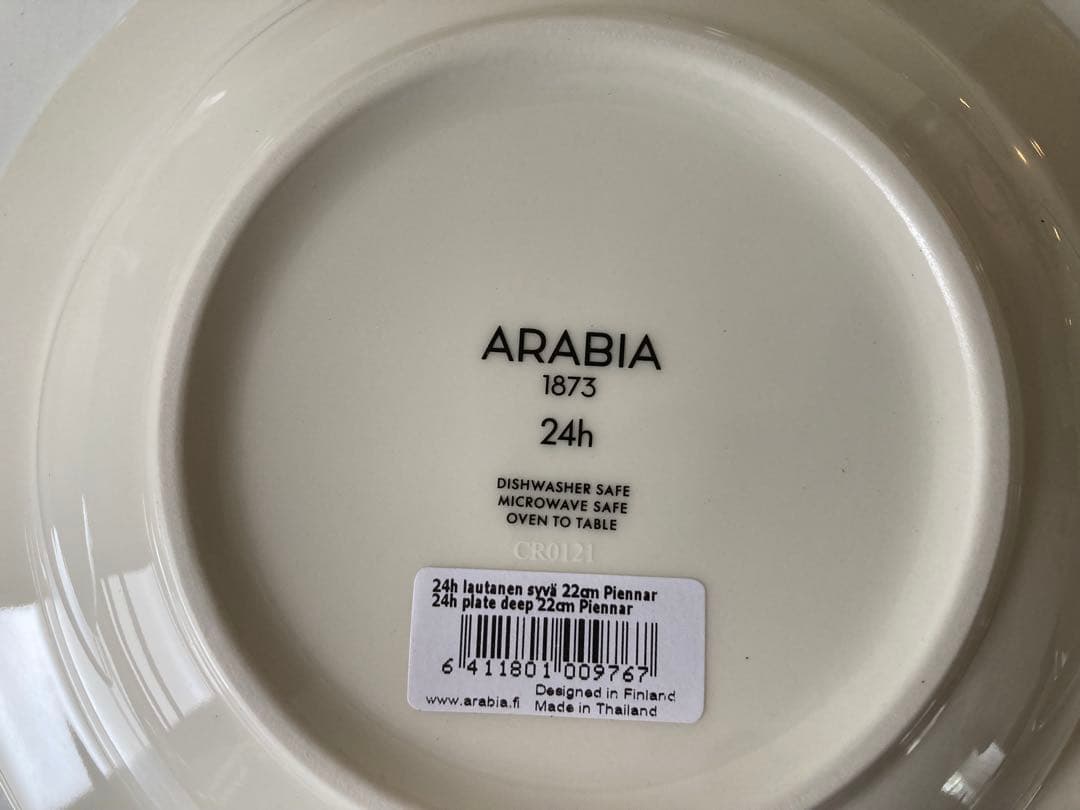 ARABIA
1873
24h
DISHWASHER SAFE
MICROWAVE SAFE
OVEN TO TABLE
CR0121
24h lautanen syvä 22cm Piennar
24h plate deep 22cm Piennar
6 411801 009767
Designed in Finland
www.arabia.fi Made in Thailand